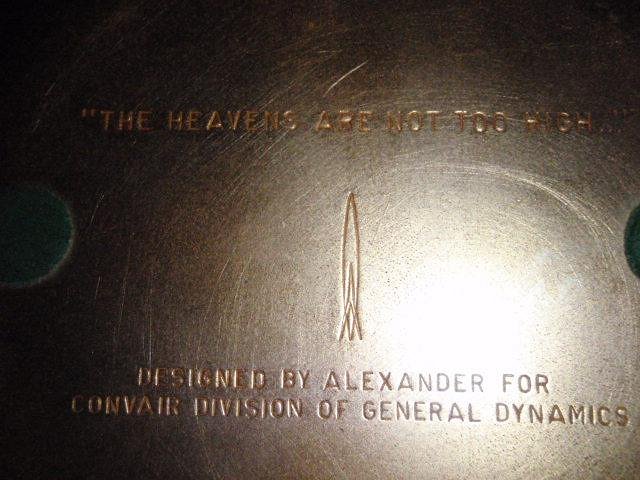 "THE HEAVENS ARE NOT TOO HIGH..."
DESIGNED BY ALEXANDER FOR
CONVAIR DIVISION OF GENERAL DYNAMICS